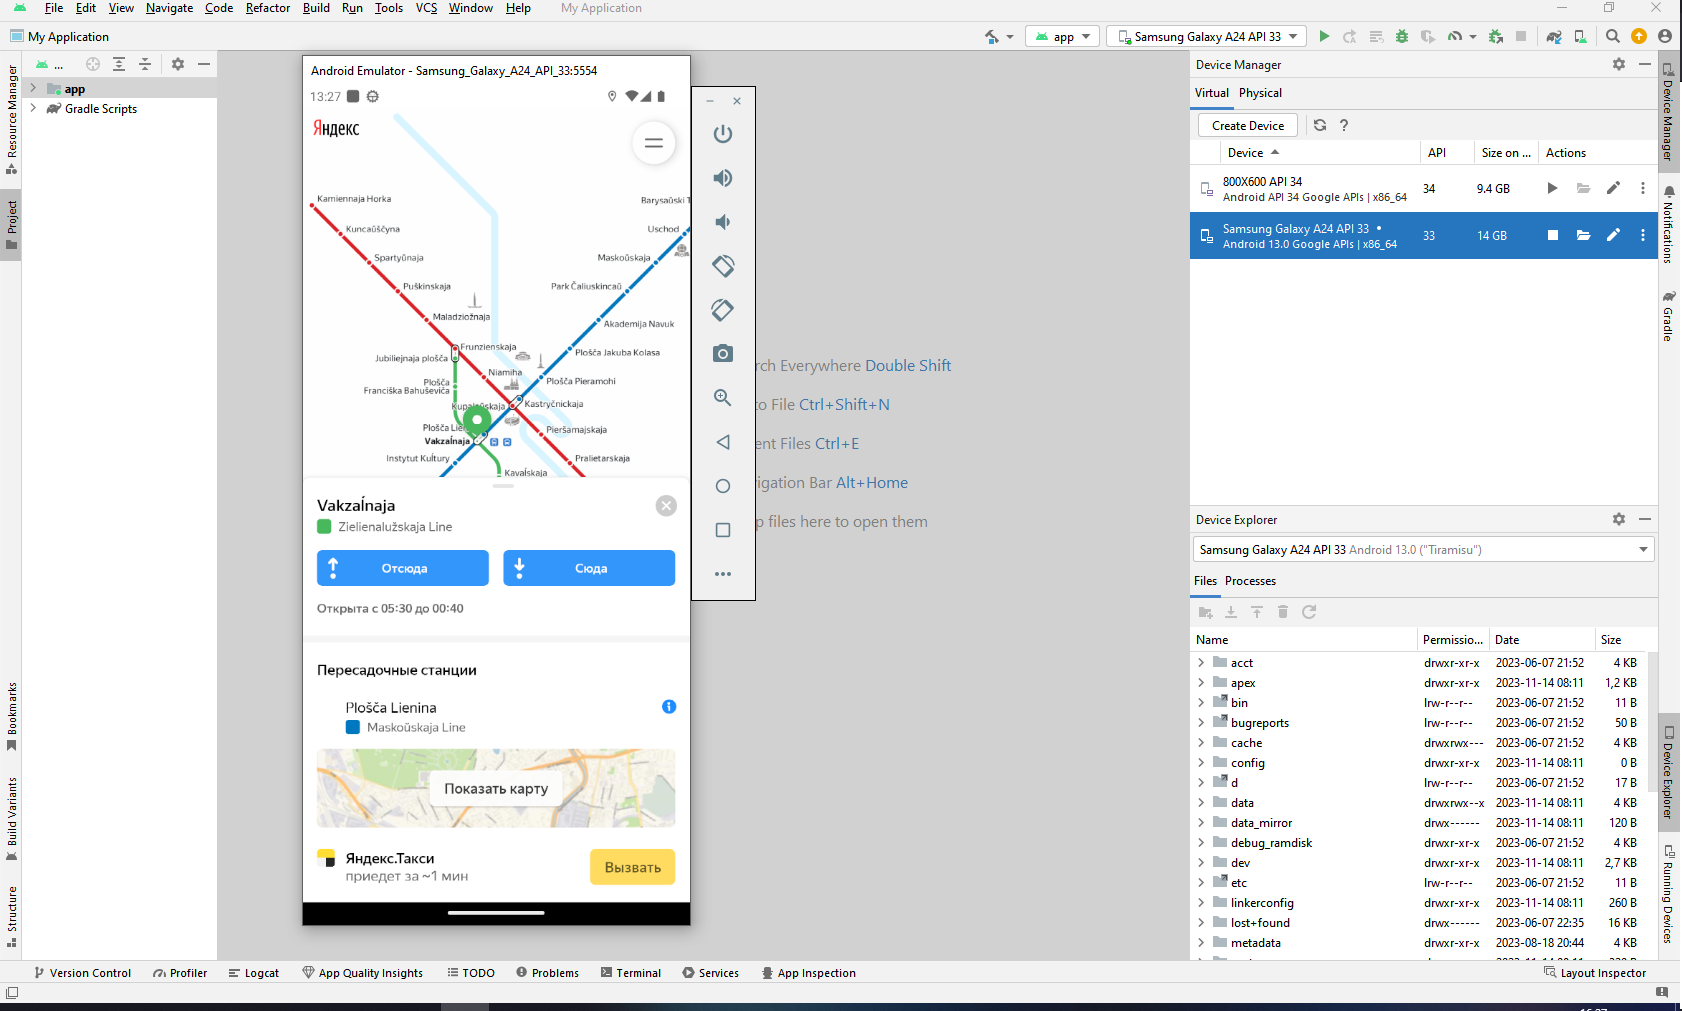 File Edit View Navigate Code Refactor Build Run Tools VCS Window Help My Application
My Application
app
Samsung Galaxy A24 API 33
Resource Manager
Project
Bookmarks
Build Variants
Structure
...
app
Gradle Scripts
Android Emulator - Samsung_Galaxy_A24_API_33:5554
13:27
Яндекс
Kamiennaja Horka
Barysaŭski T
Kuncaŭščyna
Uschod
Spartyŭnaja
Maskoŭskaja
Puškinskaja
Park Čaliuskincaŭ
Maladziožnaja
Akademija Navuk
Frunzienskaja
Jubiliejnaja plošča
Plošča Jakuba Kolasa
Niamiha
Plošča
Franciška Bahuševiča
Plošča Pieramohi
Kupalaŭskaja
Kastryčnickaja
Plošča Lie
Pieršamajskaja
Vakzaĺnaja
Instytut Kuĺtury
Pralietarskaja
Kavaĺskaja
Vakzaĺnaja
Zielienalužskaja Line
Отсюда
Сюда
Открыта с 05:30 до 00:40
Пересадочные станции
Plošča Lienina
Maskoŭskaja Line
Показать карту
Яндекс.Такси
приедет за ~1 мин
Вызвать
rch Everywhere Double Shift
to File Ctrl+Shift+N
ent Files Ctrl+E
vigation Bar Alt+Home
p files here to open them
Device Manager
Virtual Physical
Create Device
?
Device API Size on ... Actions
800X600 API 34
Android API 34 Google APIs | x86_64
34 9.4 GB
Samsung Galaxy A24 API 33
Android 13.0 Google APIs | x86_64
33 14 GB
Device Explorer
Samsung Galaxy A24 API 33 Android 13.0 ("Tiramisu")
Files Processes
Name Permissio... Date Size
acct drwxr-xr-x 2023-06-07 21:52 4 KB
apex drwxr-xr-x 2023-11-14 08:11 1,2 KB
bin lrw-r--r-- 2023-06-07 21:52 11 B
bugreports lrw-r--r-- 2023-06-07 21:52 50 B
cache drwxrwx--- 2023-06-07 21:52 4 KB
config drwxr-xr-x 2023-11-14 08:11 0 B
d lrw-r--r-- 2023-06-07 21:52 17 B
data drwxrwx--x 2023-11-14 08:11 4 KB
data_mirror drwx------ 2023-11-14 08:11 120 B
debug_ramdisk drwxr-xr-x 2023-06-07 21:52 4 KB
dev drwxr-xr-x 2023-11-14 08:11 2,7 KB
etc lrw-r--r-- 2023-06-07 21:52 11 B
linkerconfig drwxr-xr-x 2023-11-14 08:11 260 B
lost+found drwx------ 2023-06-07 22:35 16 KB
metadata drwxr-xr-x 2023-08-18 20:44 4 KB
Device Manager
Notifications
Gradle
Device Explorer
Running Devices
Version Control Profiler Logcat App Quality Insights TODO Problems Terminal Services App Inspection Layout Inspector